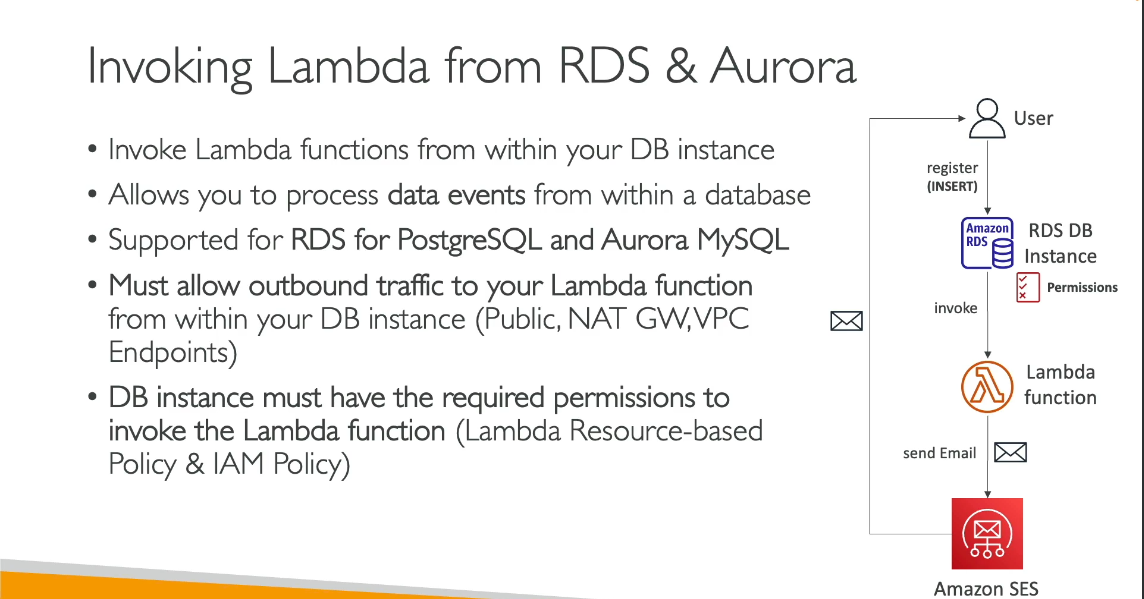 Invoking Lambda from RDS & Aurora
• Invoke Lambda functions from within your DB instance
• Allows you to process data events from within a database
• Supported for RDS for PostgreSQL and Aurora MySQL
• Must allow outbound traffic to your Lambda function
from within your DB instance (Public, NAT GW, VPC
Endpoints)
• DB instance must have the required permissions to
invoke the Lambda function (Lambda Resource-based
Policy & IAM Policy)
User
register
(INSERT)
Amazon
RDS
RDS DB
Instance
Permissions
invoke
Lambda
function
send Email
Amazon SES